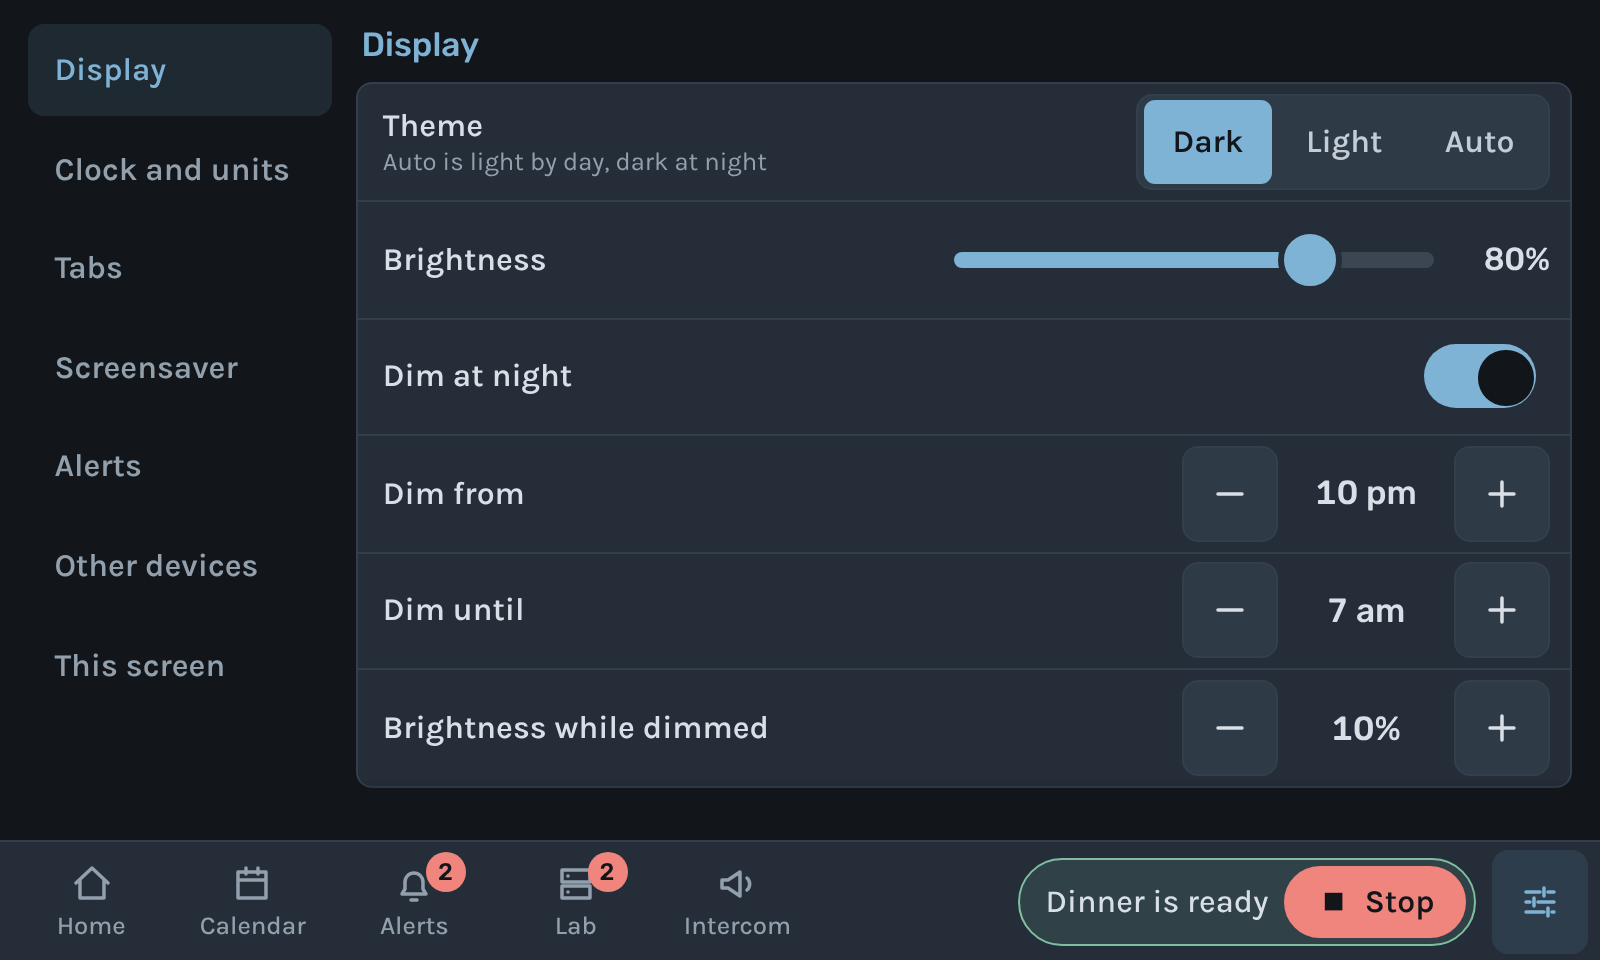 Display
Clock and units
Tabs
Screensaver
Alerts
Other devices
This screen
Display
Theme
Auto is light by day, dark at night
Dark Light Auto
Brightness 80%
Dim at night
Dim from 10 pm
Dim until 7 am
Brightness while dimmed 10%
Home
Calendar
2
Alerts
2
Lab
Intercom
Dinner is ready Stop